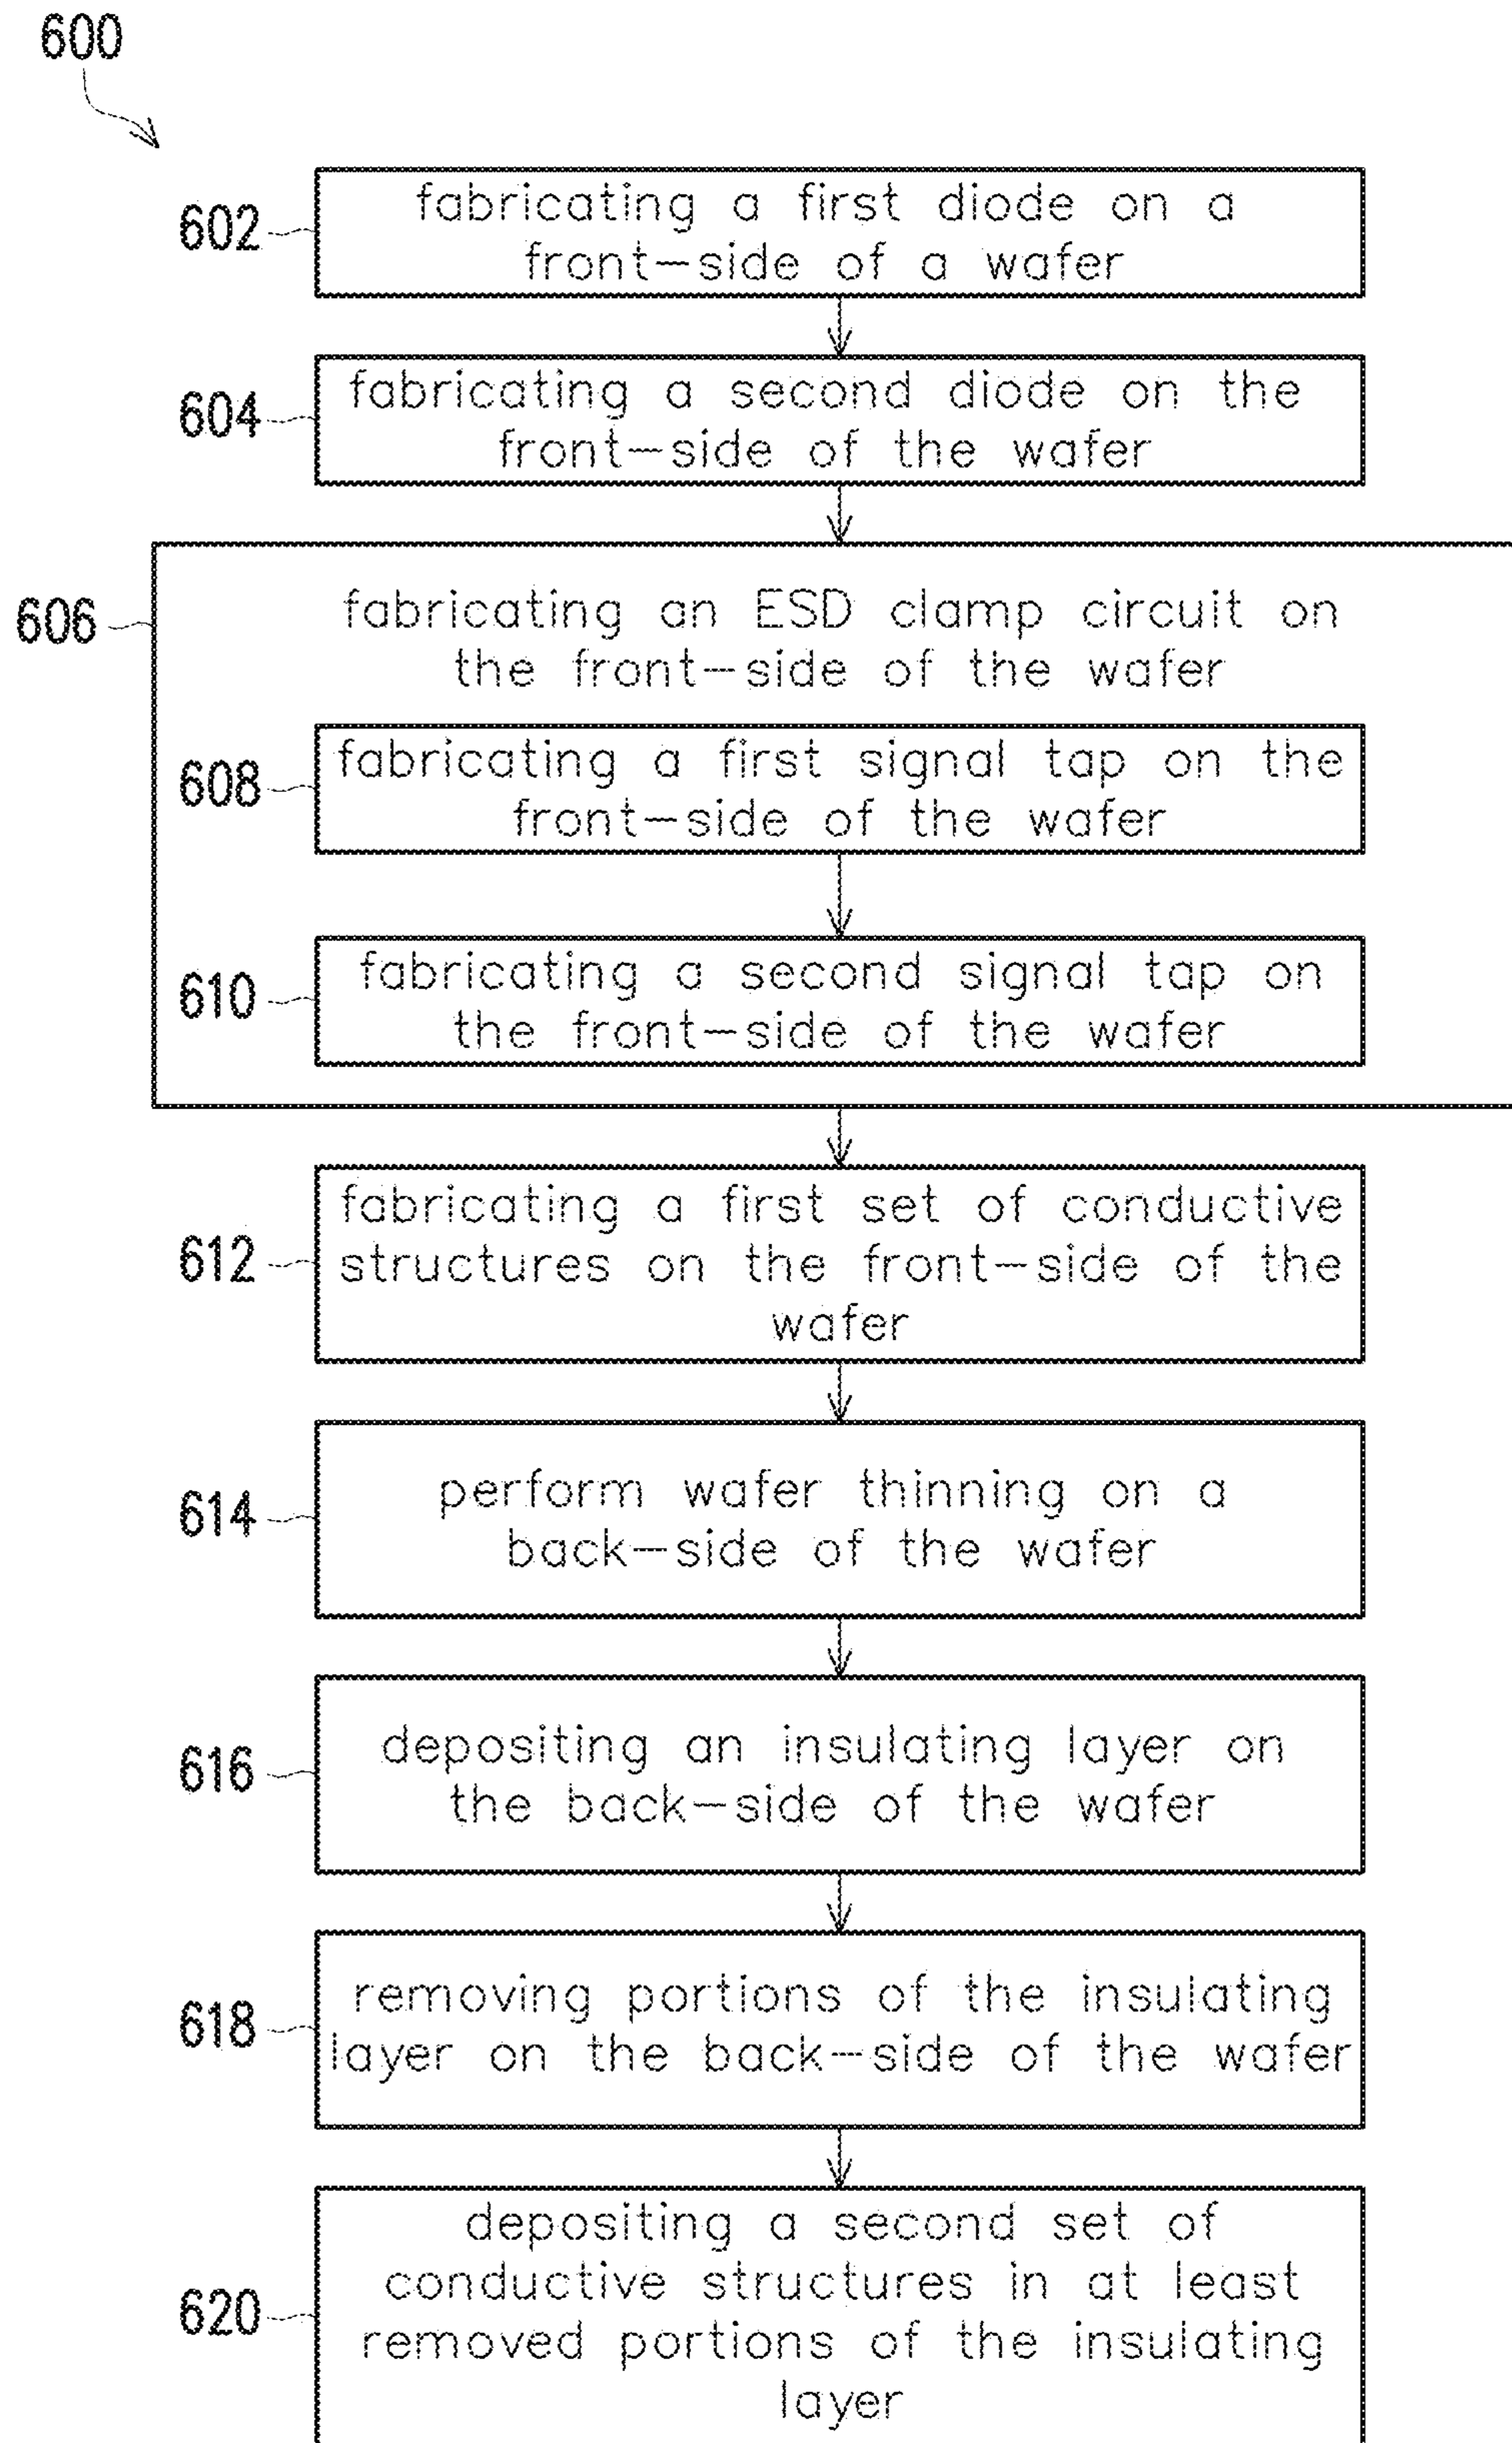 600
602
fabricating a first diode on a
front-side of a wafer
604
fabricating a second diode on the
front-side of the wafer
606
fabricating an ESD clamp circuit on
the front-side of the wafer
608
fabricating a first signal tap on the
front-side of the wafer
610
fabricating a second signal tap on
the front-side of the wafer
612
fabricating a first set of conductive
structures on the front-side of the
wafer
614
perform wafer thinning on a
back-side of the wafer
616
depositing an insulating layer on
the back-side of the wafer
618
removing portions of the insulating
layer on the back-side of the wafer
620
depositing a second set of
conductive structures in at least
removed portions of the insulating
layer